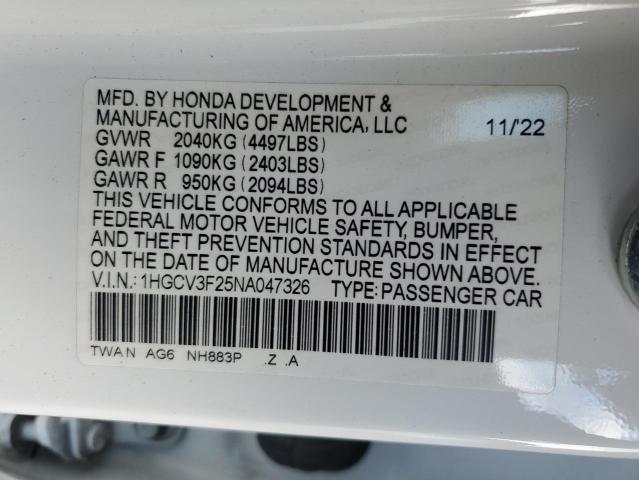 MFD. BY HONDA DEVELOPMENT &
MANUFACTURING OF AMERICA, LLC 11/'22
GVWR 2040KG (4497LBS)
GAWR F 1090KG (2403LBS)
GAWR R 950KG (2094LBS)
THIS VEHICLE CONFORMS TO ALL APPLICABLE
FEDERAL MOTOR VEHICLE SAFETY, BUMPER,
AND THEFT PREVENTION STANDARDS IN EFFECT
ON THE DATE OF MANUFACTURE SHOWN ABOVE.
V.I.N.:1HGCV3F25NA047326 TYPE:PASSENGER CAR
TWAN AG6 NH883P .Z .A